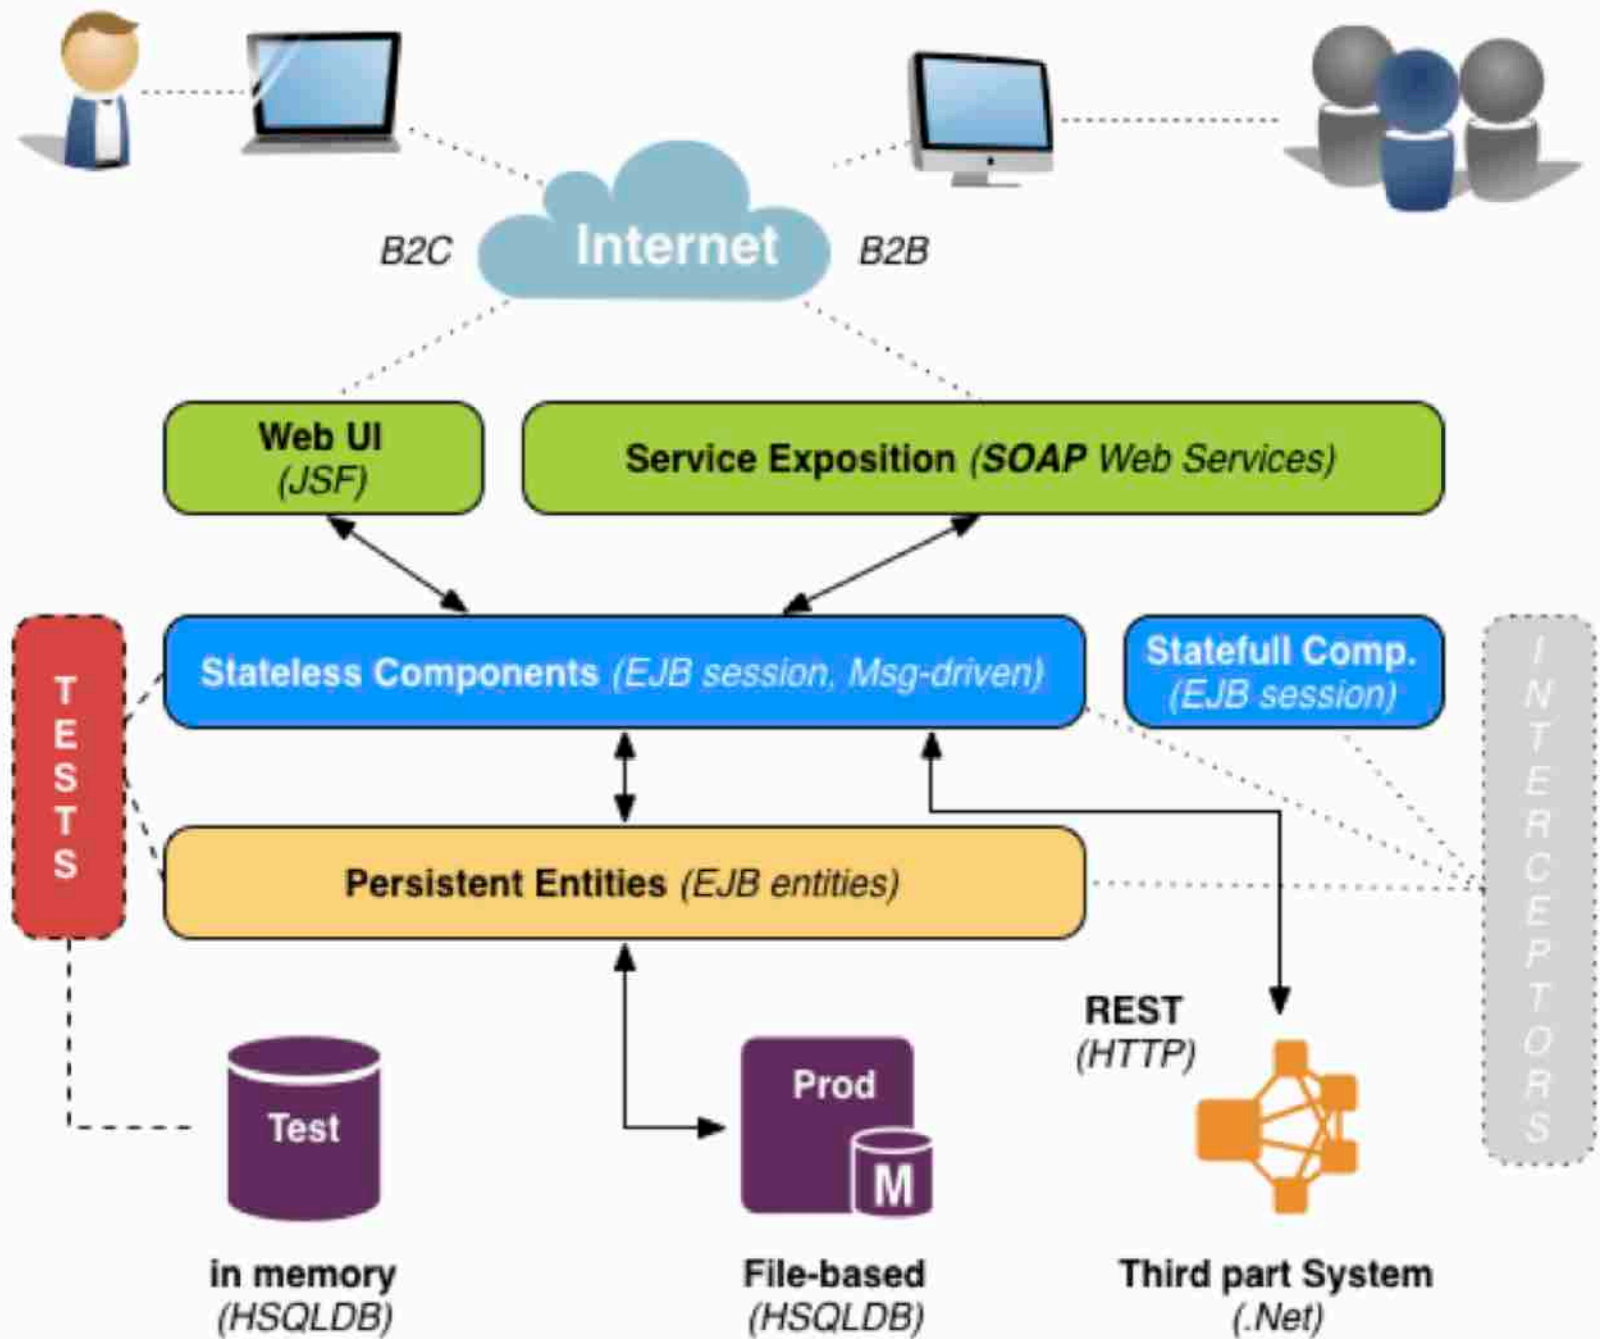 B2C
Internet
B2B
Web UI
(JSF)
Service Exposition (SOAP Web Services)
TESTS
Stateless Components (EJB session, Msg-driven)
Statefull Comp.
(EJB session)
INTERCEPTORS
Persistent Entities (EJB entities)
REST
(HTTP)
Test
Prod
M
in memory
(HSQLDB)
File-based
(HSQLDB)
Third part System
(.Net)